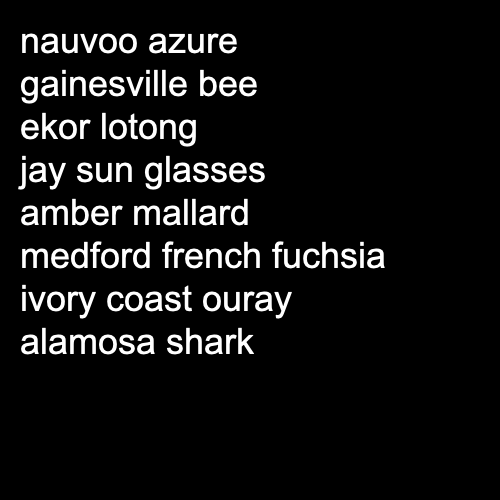 nauvoo azure
gainesville bee
ekor lotong
jay sun glasses
amber mallard
medford french fuchsia
ivory coast ouray
alamosa shark